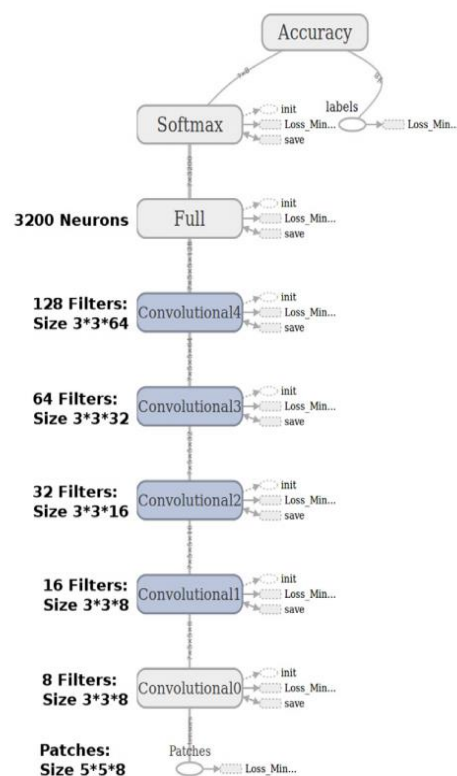 Accuracy
init
labels
Softmax
Loss_Min...
Loss_Min...
save
init
3200 Neurons
Full
Loss_Min...
save
128 Filters:
Size 3*3*64
Convolutional4
init
Loss_Min...
save
64 Filters:
Size 3*3*32
Convolutional3
init
Loss_Min...
save
32 Filters:
Size 3*3*16
Convolutional2
init
Loss_Min...
save
16 Filters:
Size 3*3*8
Convolutional1
init
Loss_Min...
save
8 Filters:
Size 3*3*8
Convolutional0
init
Loss_Min...
save
Patches:
Size 5*5*8
Patches
Loss_Min...